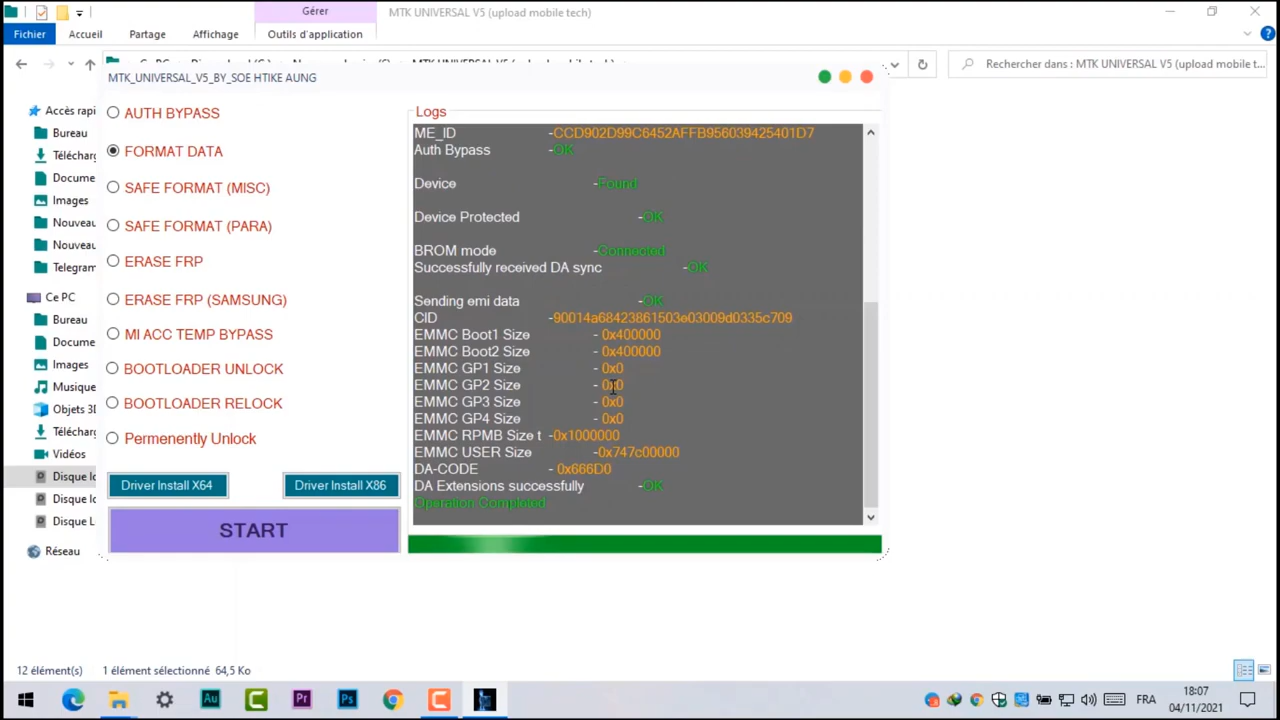 Gérer
MTK UNIVERSAL V5 (upload mobile tech)
Fichier
Accueil
Partage
Affichage
Outils d'application
Rechercher dans : MTK UNIVERSAL V5 (upload mobile t...
MTK_UNIVERSAL_V5_BY_SOE HTIKE AUNG
Accès rapi
Bureau
Télécharg
Docume
Images
Nouveau
Nouveau
Telegram
Ce PC
Bureau
Docume
Images
Musique
Objets 3D
Télécharg
Vidéos
Disque lo
Disque lo
Disque L
Réseau
AUTH BYPASS
FORMAT DATA
SAFE FORMAT (MISC)
SAFE FORMAT (PARA)
ERASE FRP
ERASE FRP (SAMSUNG)
MI ACC TEMP BYPASS
BOOTLOADER UNLOCK
BOOTLOADER RELOCK
Permenently Unlock
Driver Install X64
Driver Install X86
START
Logs
ME_ID -CCD902D99C6452AFFB956039425401D7
Auth Bypass -OK
Device -Found
Device Protected -OK
BROM mode -Connected
Successfully received DA sync -OK
Sending emi data -OK
CID -90014a68423861503e03009d0335c709
EMMC Boot1 Size - 0x400000
EMMC Boot2 Size - 0x400000
EMMC GP1 Size - 0x0
EMMC GP2 Size - 0x0
EMMC GP3 Size - 0x0
EMMC GP4 Size - 0x0
EMMC RPMB Size t -0x1000000
EMMC USER Size -0x747c00000
DA-CODE - 0x666D0
DA Extensions successfully -OK
Operation Completed
12 élément(s)
1 élément sélectionné 64,5 Ko
Au
Pr
Ps
FRA
18:07
04/11/2021